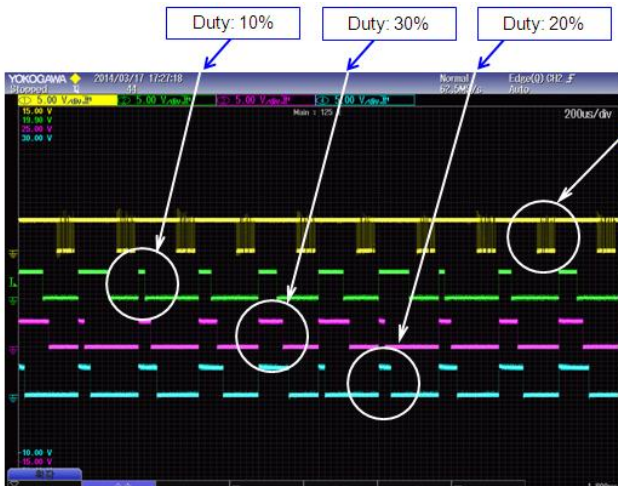 Duty: 10%
Duty: 30%
Duty: 20%
YOKOGAWA 2014/03/17 17:27:18
Normal
Edge(Q) CH2
Stopped
44
62.5MS/s
Auto
5.00 V/div
5.00 V/div
5.00 V/div
5.00 V/div
15.00 V
Main : 125
200us/div
19.90 V
25.00 V
30.00 V
-10.00 V
-15.00 V